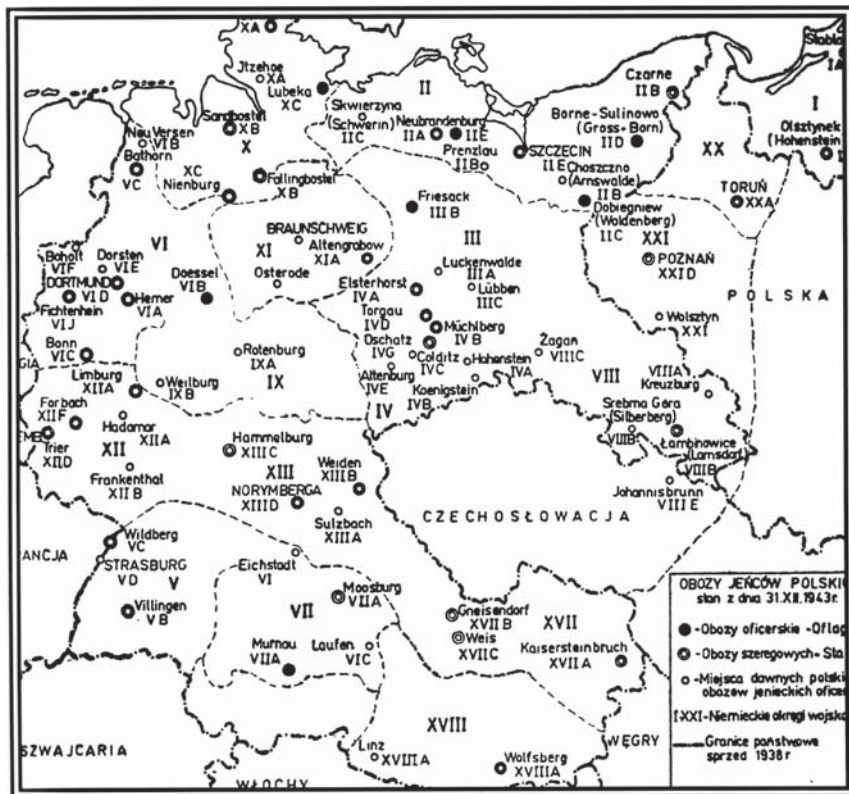 XA
Jtzehoe
XA
Lubeka
XC
Skwierzyna
(Schwerin)
IIC
II
Neubrandenburg
IIA
IIE
Prenzlau
IIB
SZCZECIN
IIE
Czarne
IIB
Borne-Sulinowo
(Gross-Born)
IID
Choszczno
(Arnswalde)
IIB
Dobiegniew
(Woldenberg)
IIC
XX
I
Olsztynek
(Hohenstein)
TORUŃ
XXA
Sandbostel
XB
X
Neu Versen
VIB
Bathorn
VC
XC
Nienburg
Fallingbostel
XB
Friesack
IIIB
XXI
POZNAŃ
XXID
POLSKA
Wolsztyn
XXI
VI
XI
BRAUNSCHWEIG
Altengrabow
XIA
Osterode
III
Luckenwalde
IIIA
Lübben
IIIC
Boholt
VIF
Dorsten
VIE
DORTMUND
VID
Hemer
VIA
Doessel
VIB
Fichtenhein
VIJ
Bonn
VIC
Elsterhorst
IVA
Torgau
IVD
Müchlberg
IVB
Oschatz
IVG
Colditz
IVC
Hohenstein
IVA
Altenburg
IVE
Koenigstein
IVB
IV
Żagan
VIIIC
VIII
VIIIA
Kreuzburg
Srebrna Góra
(Silberberg)
VIIIB
Łambinowice
(Lamsdorf)
VIIIB
Johannisbrunn
VIIIE
Rotenburg
IXA
IX
Weilburg
IXB
Limburg
XIIA
Forbach
XIIF
Hadamar
XIIA
XII
Trier
XIID
Frankenthal
XIIB
Hammelburg
XIIIC
XIII
Weiden
XIIIB
NORYMBERGA
XIIID
Sulzbach
XIIIA
CZECHOSŁOWACJA
Wildberg
VC
ANCJA
STRASBURG
VD
V
Villingen
VB
Eichstadt
VI
VII
Moosburg
VIIA
Murnau
VIIA
Laufen
VIC
Gneisendorf
XVIIB
XVII
Weis
XVIIC
Kaisersteinbruch
XVIIA
XVIII
Linz
XVIIIA
Wolfsberg
XVIIIA
WĘGRY
SZWAJCARIA
WŁOCHY
OBOZY JEŃCÓW POLSKI
stan z dnia 31.XII.1943r.
-Obozy oficerskie -Oflag
-Obozy szeregowych-Sta
-Miejsca dawnych polski
obozów jenieckich oficer
I-XXI-Niemieckie okręgi wojsko
Granice państwowe
sprzed 1938 r